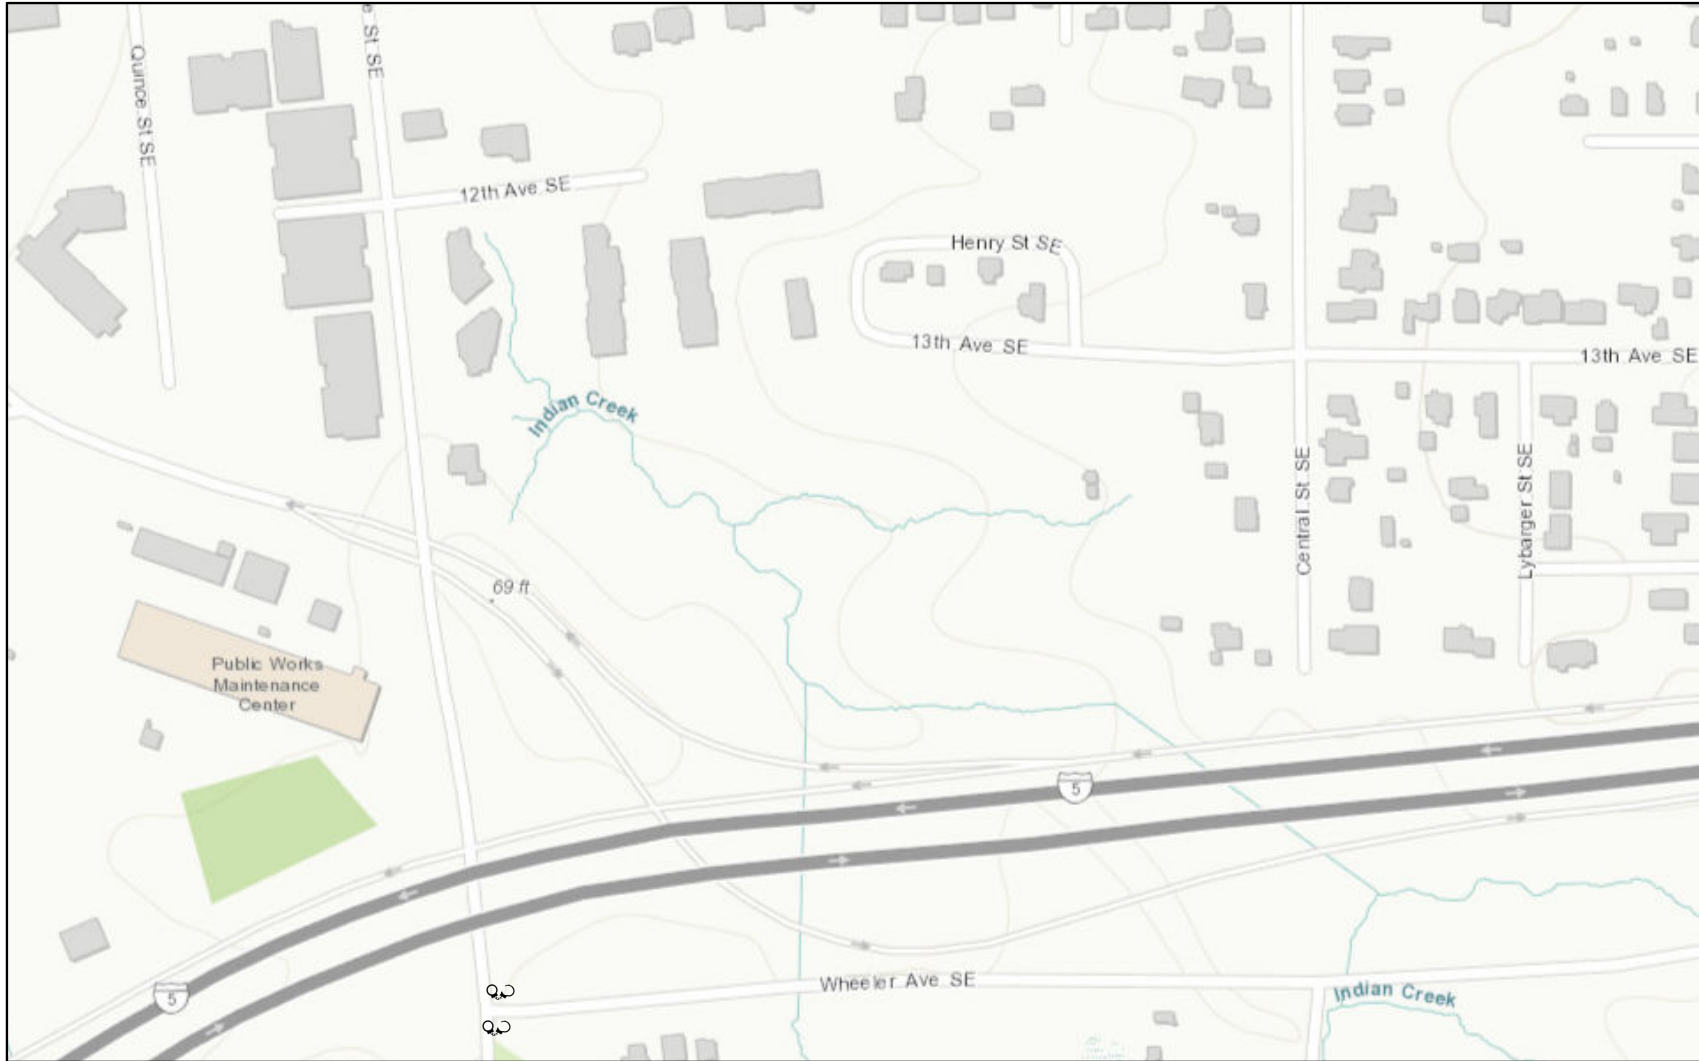 Quince St SE
e St SE
12th Ave SE
Henry St SE
13th Ave SE
13th Ave SE
Indian Creek
Central St SE
Lybarger St SE
69 ft
Public Works
Maintenance
Center
5
5
Wheeler Ave SE
Indian Creek